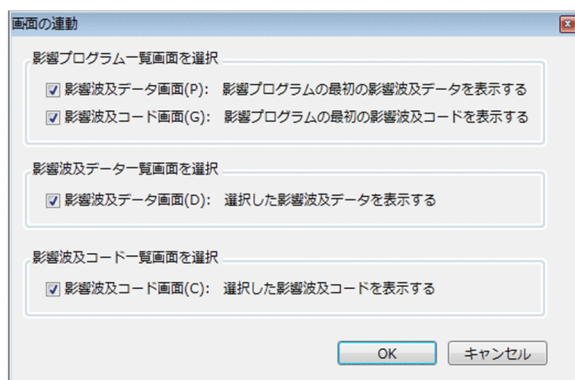 画面の連動
影響プログラム一覧画面を選択
影響波及データ画面(P): 影響プログラムの最初の影響波及データを表示する
影響波及コード画面(G): 影響プログラムの最初の影響波及コードを表示する
影響波及データ一覧画面を選択
影響波及データ画面(D): 選択した影響波及データを表示する
影響波及コード一覧画面を選択
影響波及コード画面(C): 選択した影響波及コードを表示する
OK キャンセル